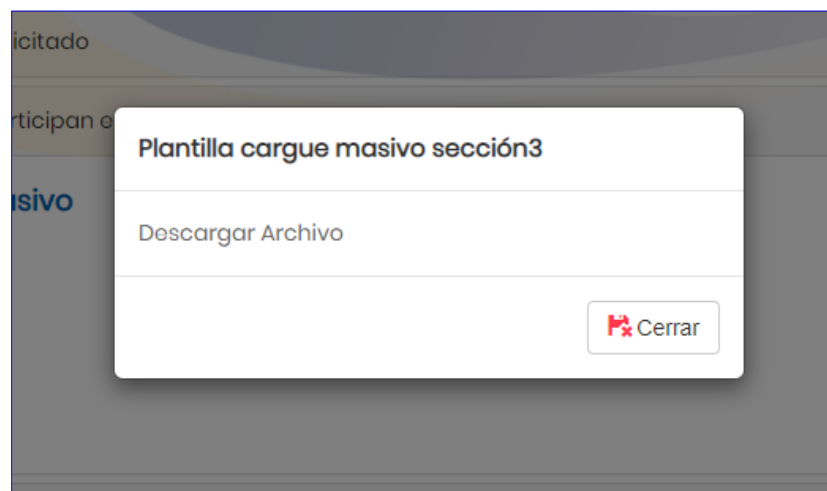 icitado
rticipan e
Plantilla cargue masivo sección3
sivo
Descargar Archivo
Cerrar